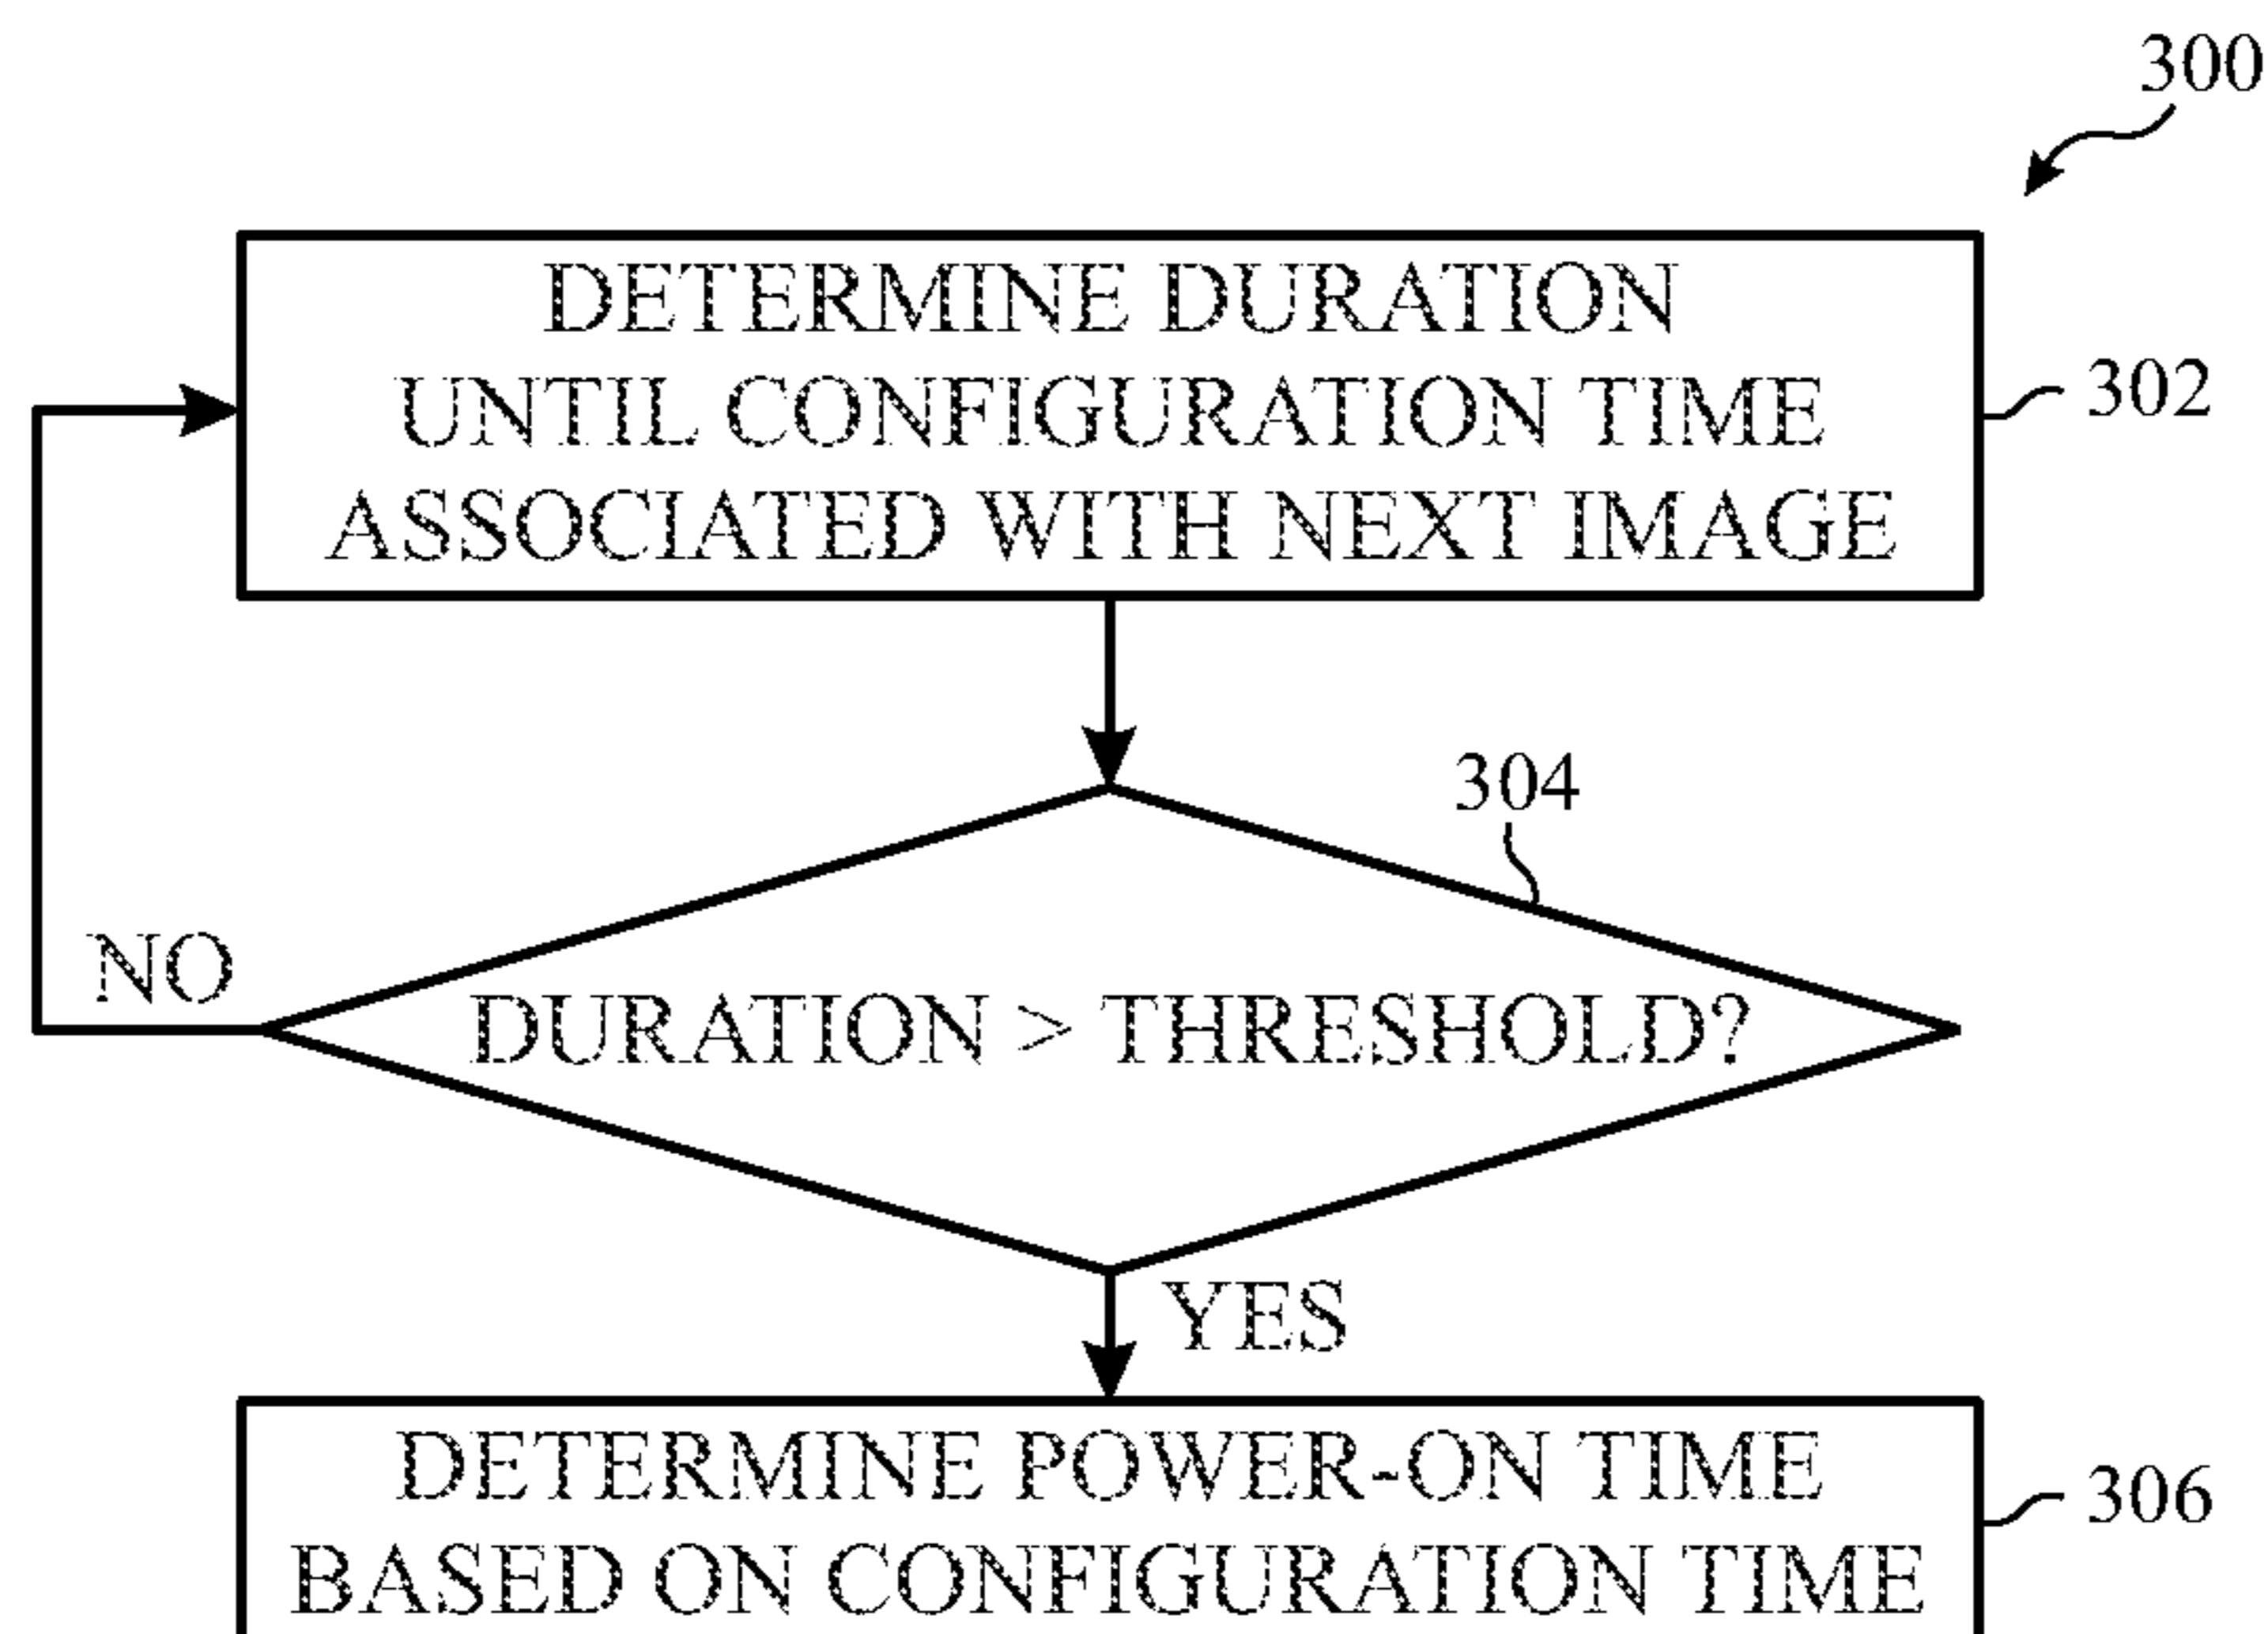 300
DETERMINE DURATION
UNTIL CONFIGURATION TIME
ASSOCIATED WITH NEXT IMAGE
302
304
NO
DURATION > THRESHOLD?
YES
DETERMINE POWER-ON TIME
BASED ON CONFIGURATION TIME
306